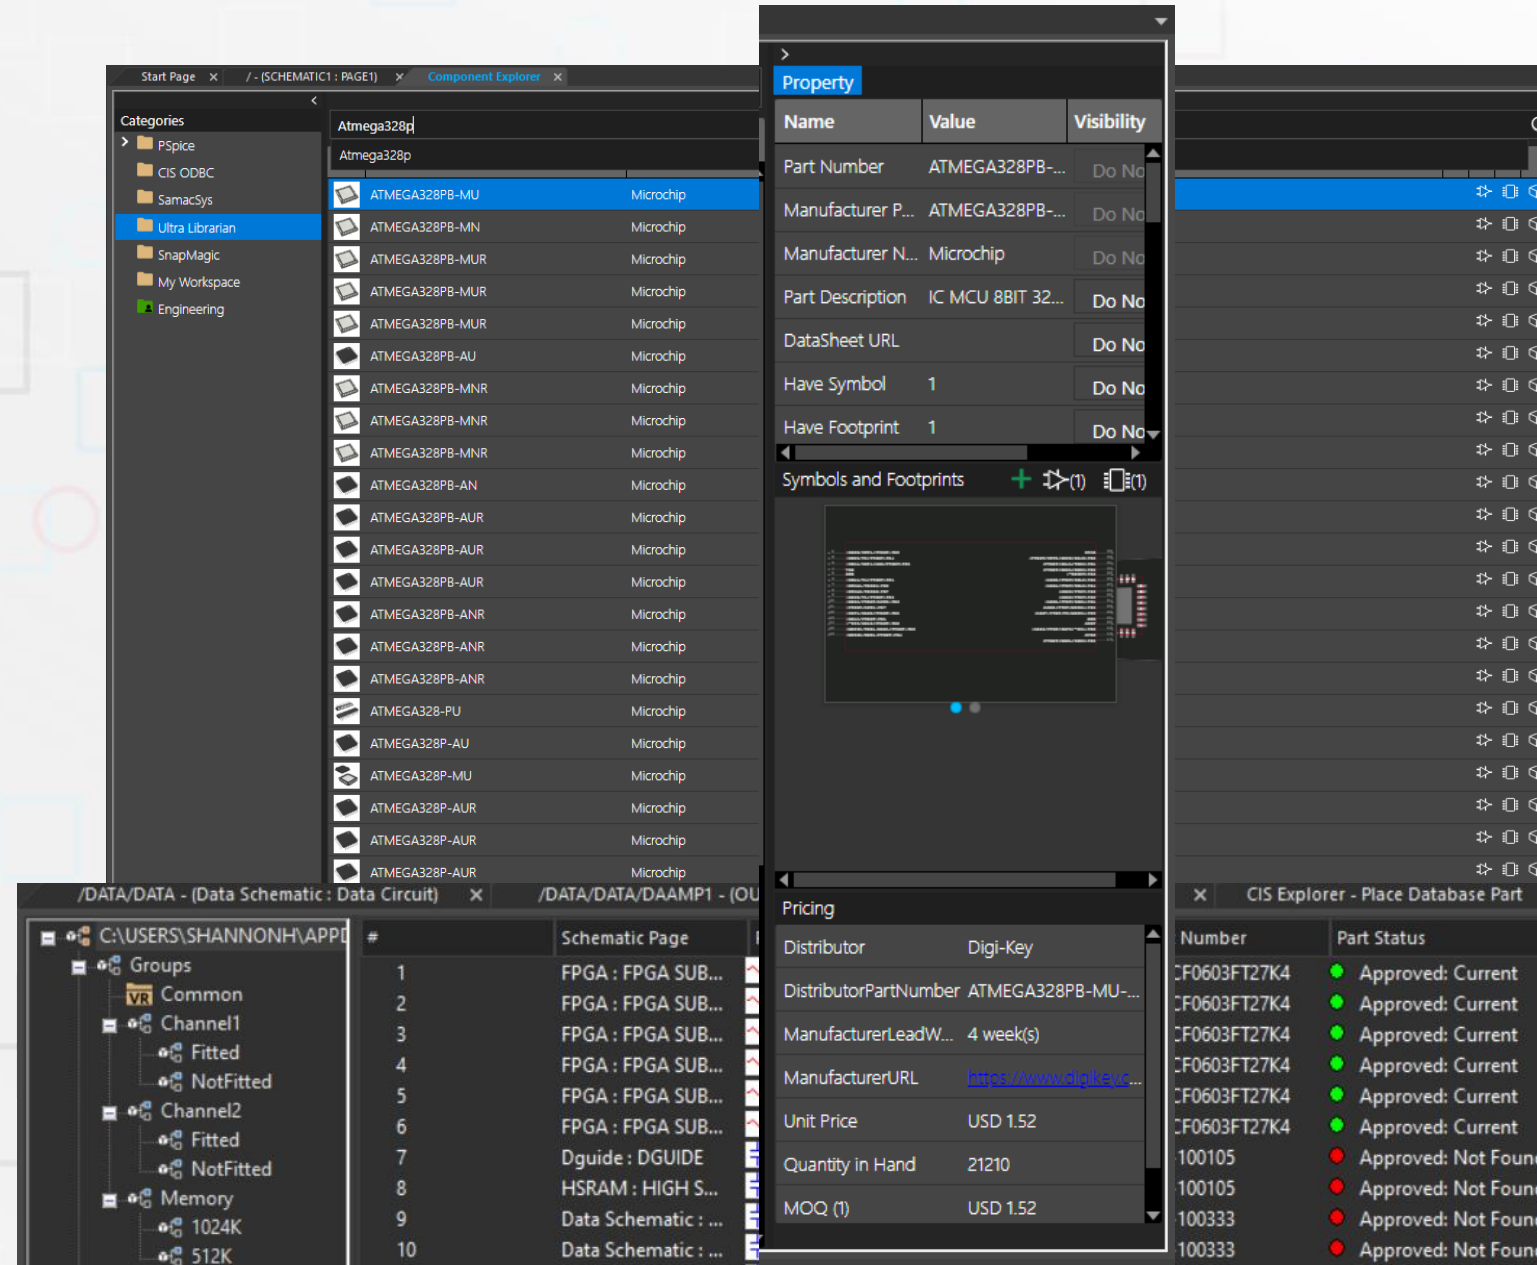 Start Page
/ - (SCHEMATIC1 : PAGE1)
Component Explorer
Categories
PSpice
CIS ODBC
SamacSys
Ultra Librarian
SnapMagic
My Workspace
Engineering
Atmega328p
Atmega328p
ATMEGA328PB-MU Microchip
ATMEGA328PB-MN Microchip
ATMEGA328PB-MUR Microchip
ATMEGA328PB-MUR Microchip
ATMEGA328PB-MUR Microchip
ATMEGA328PB-AU Microchip
ATMEGA328PB-MNR Microchip
ATMEGA328PB-MNR Microchip
ATMEGA328PB-MNR Microchip
ATMEGA328PB-AN Microchip
ATMEGA328PB-AUR Microchip
ATMEGA328PB-AUR Microchip
ATMEGA328PB-AUR Microchip
ATMEGA328PB-ANR Microchip
ATMEGA328PB-ANR Microchip
ATMEGA328PB-ANR Microchip
ATMEGA328-PU Microchip
ATMEGA328P-AU Microchip
ATMEGA328P-MU Microchip
ATMEGA328P-AUR Microchip
ATMEGA328P-AUR Microchip
ATMEGA328P-AUR Microchip
Property
Name Value Visibility
Part Number ATMEGA328PB-... Do No
Manufacturer P... ATMEGA328PB-... Do No
Manufacturer N... Microchip Do No
Part Description IC MCU 8BIT 32... Do No
DataSheet URL Do No
Have Symbol 1 Do No
Have Footprint 1 Do No
Symbols and Footprints (1) (1)
Pricing
Distributor Digi-Key
DistributorPartNumber ATMEGA328PB-MU-...
ManufacturerLeadW... 4 week(s)
ManufacturerURL https://www.digikey.c...
Unit Price USD 1.52
Quantity in Hand 21210
MOQ (1) USD 1.52
/DATA/DATA - (Data Schematic : Data Circuit)
/DATA/DATA/DAAMP1 - (OU
CIS Explorer - Place Database Part
C:\USERS\SHANNONH\APPD
Groups
Common
Channel1
Fitted
NotFitted
Channel2
Fitted
NotFitted
Memory
1024K
512K
# Schematic Page
1 FPGA : FPGA SUB...
2 FPGA : FPGA SUB...
3 FPGA : FPGA SUB...
4 FPGA : FPGA SUB...
5 FPGA : FPGA SUB...
6 FPGA : FPGA SUB...
7 Dguide : DGUIDE
8 HSRAM : HIGH S...
9 Data Schematic : ...
10 Data Schematic : ...
Number Part Status
CF0603FT27K4 Approved: Current
CF0603FT27K4 Approved: Current
CF0603FT27K4 Approved: Current
CF0603FT27K4 Approved: Current
CF0603FT27K4 Approved: Current
CF0603FT27K4 Approved: Current
100105 Approved: Not Foun
100105 Approved: Not Foun
100333 Approved: Not Foun
100333 Approved: Not Foun